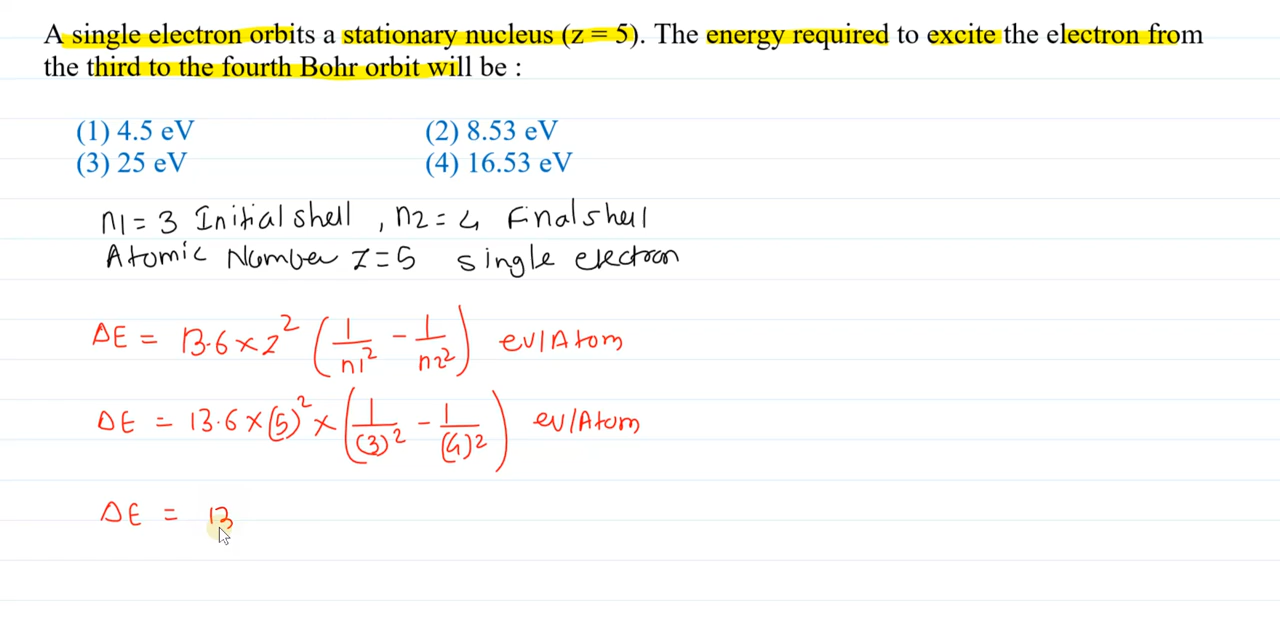 A single electron orbits a stationary nucleus (z = 5). The energy required to excite the electron from
the third to the fourth Bohr orbit will be :
(1) 4.5 eV (2) 8.53 eV
(3) 25 eV (4) 16.53 eV
n1 = 3 Initial shell , n2 = 4 Final shell
Atomic Number Z = 5 single electron
ΔE = 13.6 × z² (1/n1² - 1/n2²) ev/Atom
ΔE = 13.6 × (5)² × (1/(3)² - 1/(4)²) ev/Atom
ΔE = 13